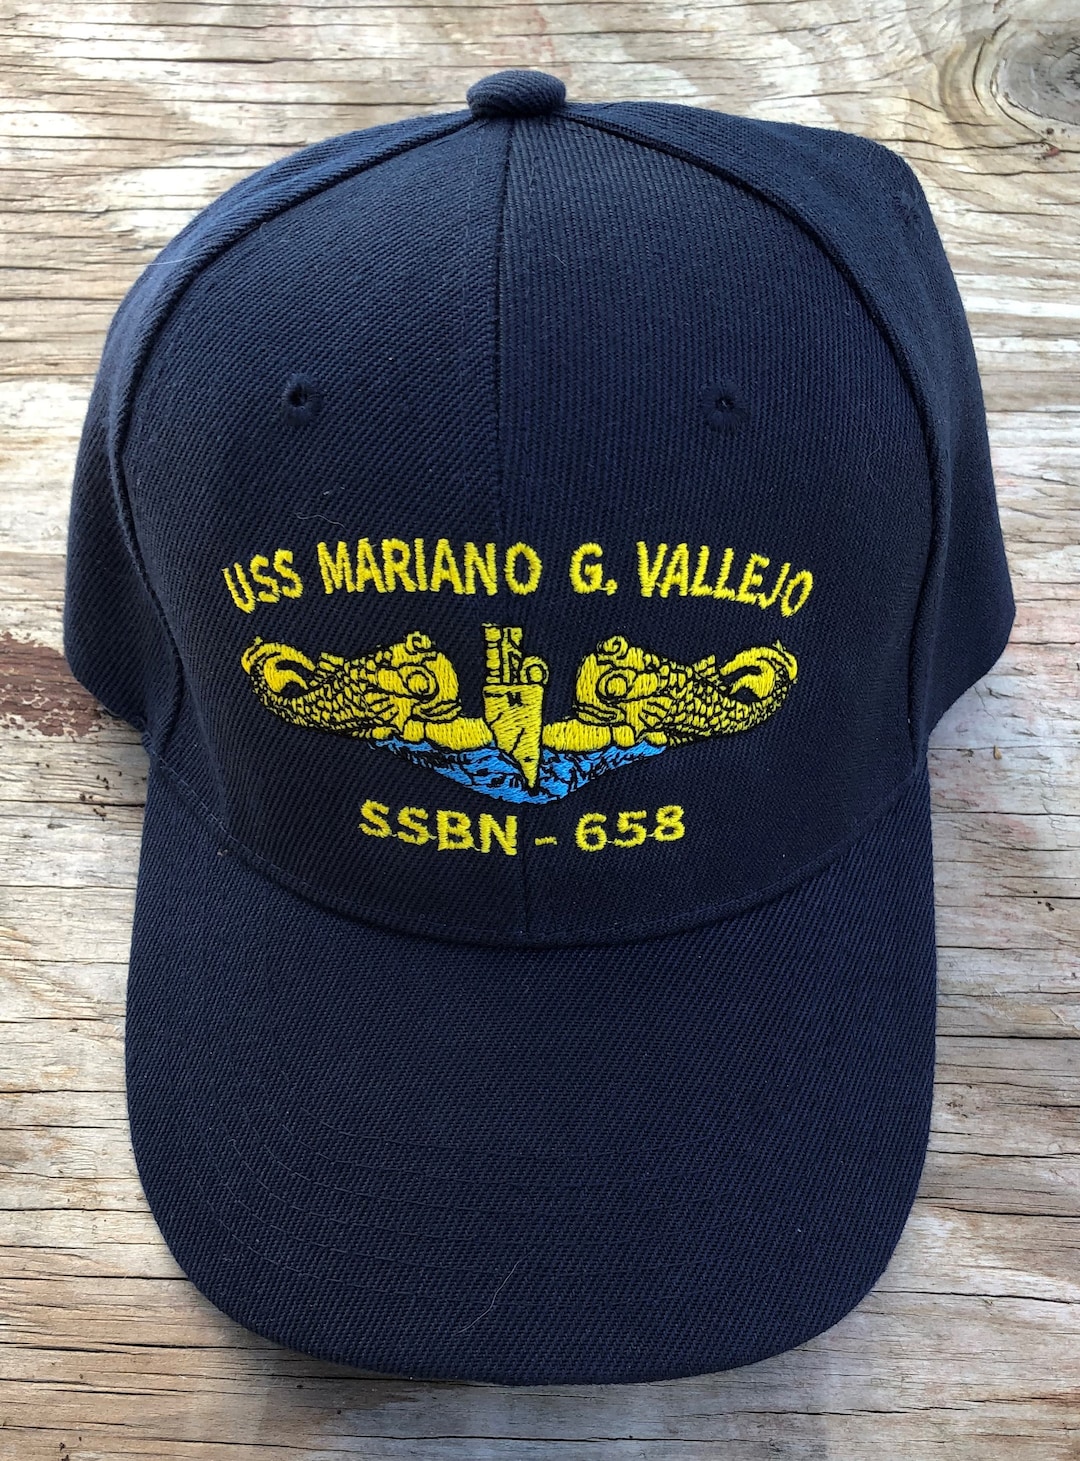 USS MARIANO G. VALLEJO
SSBN - 658